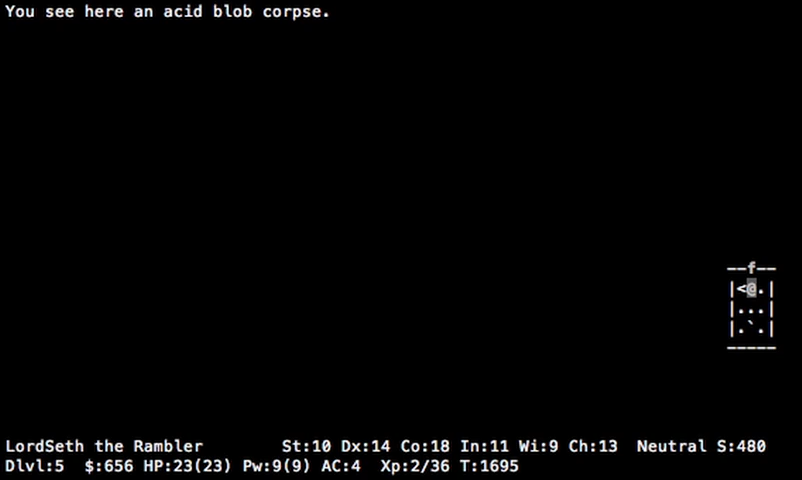 You see here an acid blob corpse.
--f--
|<@.|
|...|
|.`.|
-----
LordSeth the Rambler St:10 Dx:14 Co:18 In:11 Wi:9 Ch:13 Neutral S:480
Dlvl:5 $:656 HP:23(23) Pw:9(9) AC:4 Xp:2/36 T:1695